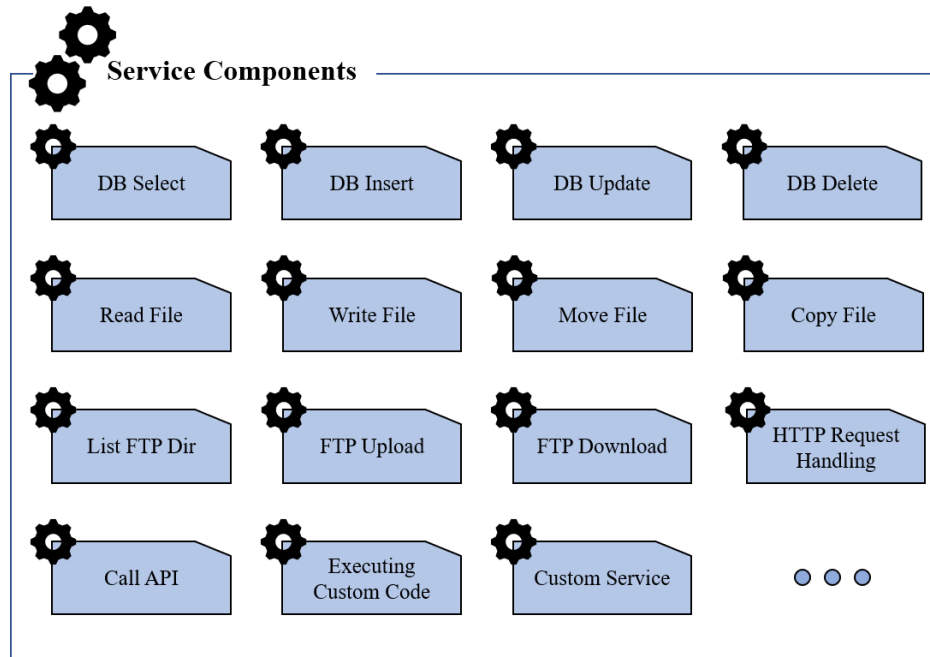 Service Components
DB Select
DB Insert
DB Update
DB Delete
Read File
Write File
Move File
Copy File
List FTP Dir
FTP Upload
FTP Download
HTTP Request
Handling
Call API
Executing
Custom Code
Custom Service